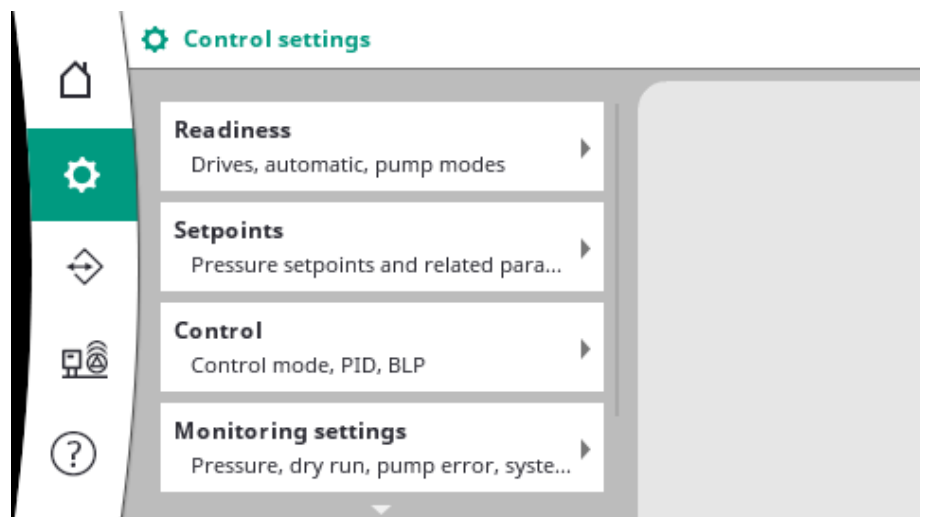 Control settings
Readiness
Drives, automatic, pump modes
Setpoints
Pressure setpoints and related para...
Control
Control mode, PID, BLP
Monitoring settings
Pressure, dry run, pump error, syste...
?